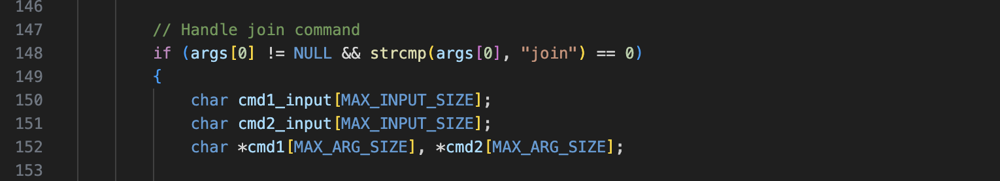 146
147 // Handle join command
148 if (args[0] != NULL && strcmp(args[0], "join") == 0)
149 {
150 char cmd1_input[MAX_INPUT_SIZE];
151 char cmd2_input[MAX_INPUT_SIZE];
152 char *cmd1[MAX_ARG_SIZE], *cmd2[MAX_ARG_SIZE];
153